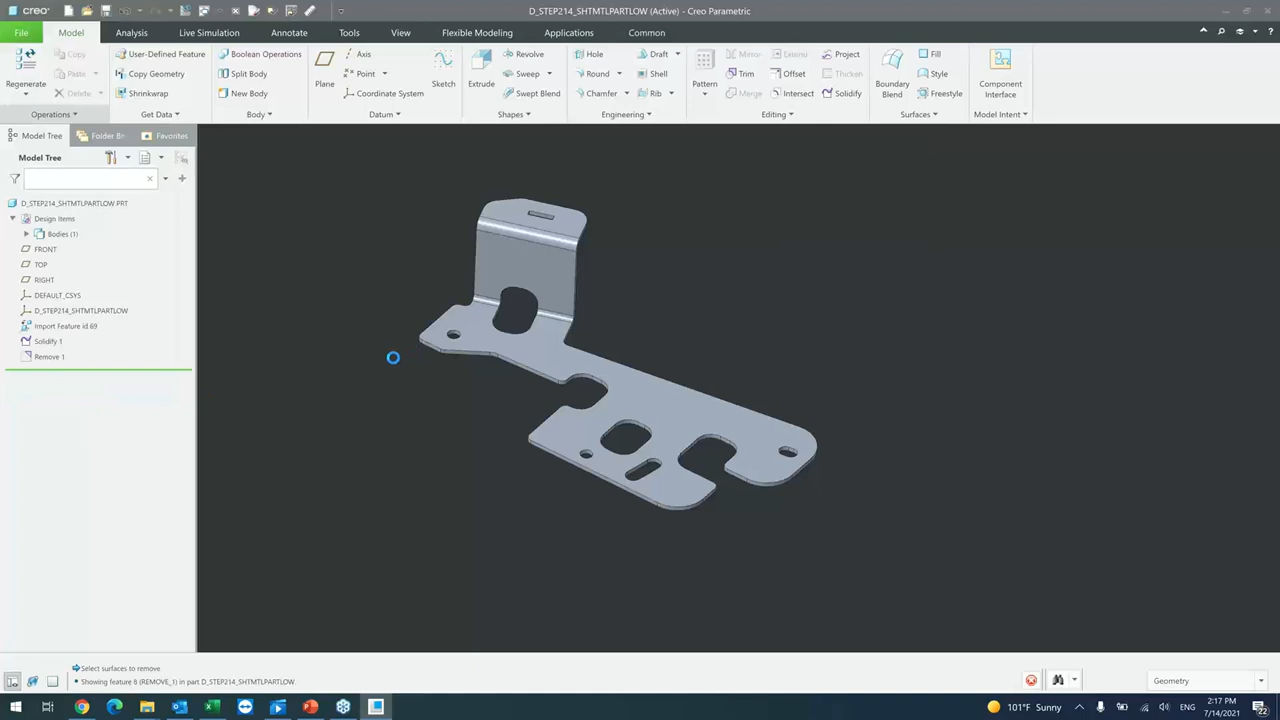 creo
D_STEP214_SHTMTLPARTLOW (Active) - Creo Parametric
File
Model
Analysis
Live Simulation
Annotate
Tools
View
Flexible Modeling
Applications
Common
Regenerate
Copy
Paste
Delete
Operations
User-Defined Feature
Copy Geometry
Shrinkwrap
Get Data
Boolean Operations
Split Body
New Body
Body
Plane
Axis
Point
Coordinate System
Sketch
Datum
Extrude
Revolve
Sweep
Swept Blend
Shapes
Hole
Round
Chamfer
Draft
Shell
Rib
Engineering
Pattern
Mirror
Trim
Merge
Extend
Offset
Intersect
Project
Thicken
Solidify
Editing
Boundary
Blend
Fill
Style
Freestyle
Surfaces
Component
Interface
Model Intent
Model Tree
Folder Br
Favorites
Model Tree
D_STEP214_SHTMTLPARTLOW.PRT
Design Items
Bodies (1)
FRONT
TOP
RIGHT
DEFAULT_CSYS
D_STEP214_SHTMTLPARTLOW
Import Feature id 69
Solidify 1
Remove 1
Select surfaces to remove
Showing feature 8 (REMOVE_1) in part D_STEP214_SHTMTLPARTLOW.
Geometry
101°F Sunny
ENG
2:17 PM
7/14/2021
22